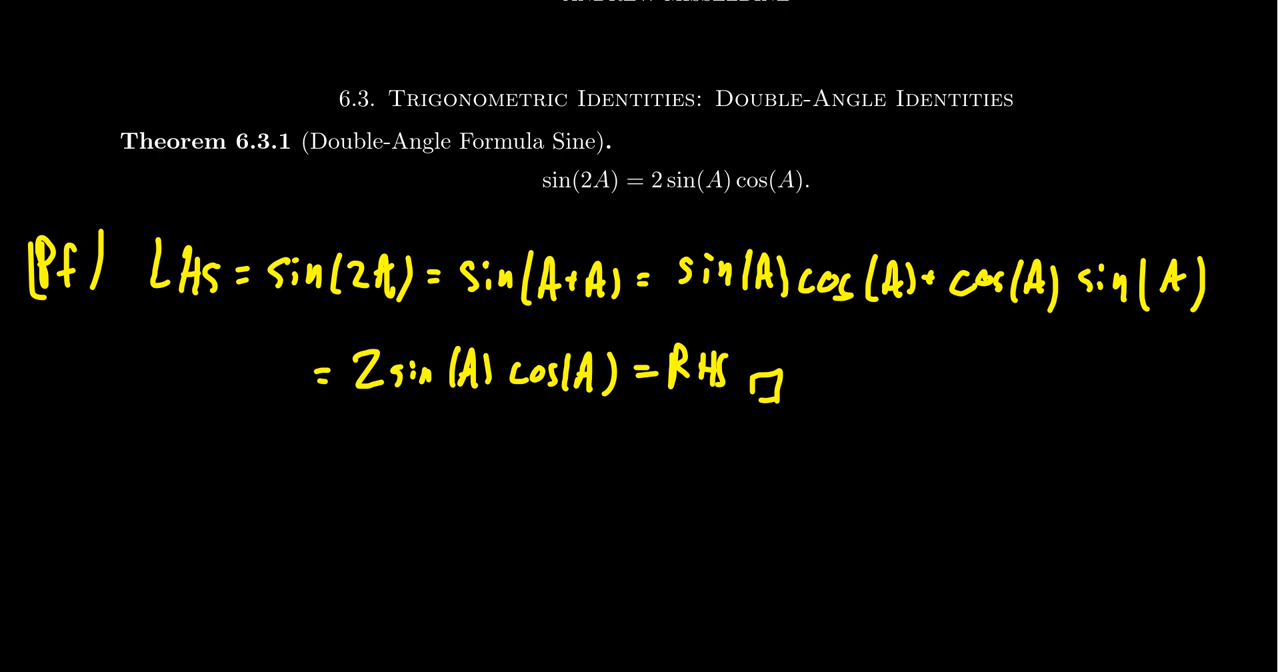 6.3. Trigonometric Identities: Double-Angle Identities
Theorem 6.3.1 (Double-Angle Formula Sine).
sin(2A) = 2 sin(A) cos(A).
(Pf) LHS = sin(2A) = sin(A+A) = sin(A) cos(A) + cos(A) sin(A)
= 2 sin(A) cos(A) = RHS □